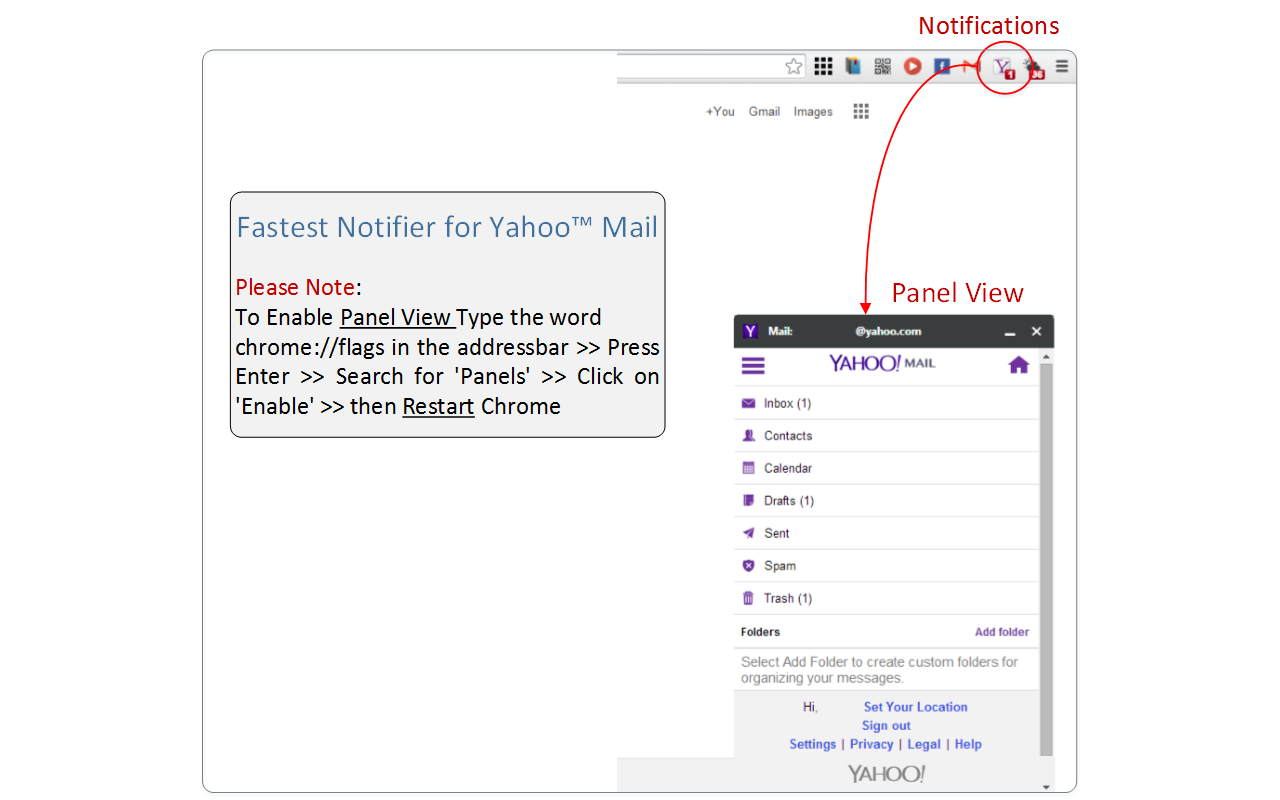 Notifications
1
36
+You Gmail Images
Fastest Notifier for Yahoo™ Mail
Please Note:
To Enable Panel View Type the word
chrome://flags in the addressbar >> Press
Enter >> Search for 'Panels' >> Click on
'Enable' >> then Restart Chrome
Panel View
Y Mail: @yahoo.com
YAHOO! MAIL
Inbox (1)
Contacts
Calendar
Drafts (1)
Sent
Spam
Trash (1)
Folders Add folder
Select Add Folder to create custom folders for
organizing your messages.
Hi, Set Your Location
Sign out
Settings | Privacy | Legal | Help
YAHOO!